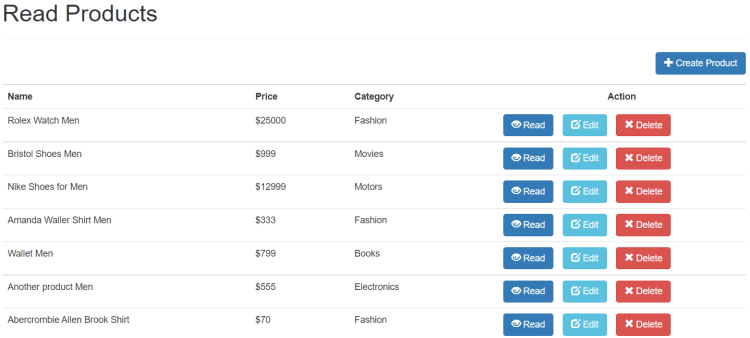 Read Products
Create Product
Name Price Category Action
Rolex Watch Men $25000 Fashion Read Edit Delete
Bristol Shoes Men $999 Movies Read Edit Delete
Nike Shoes for Men $12999 Motors Read Edit Delete
Amanda Waller Shirt Men $333 Fashion Read Edit Delete
Wallet Men $799 Books Read Edit Delete
Another product Men $555 Electronics Read Edit Delete
Abercrombie Allen Brook Shirt $70 Fashion Read Edit Delete